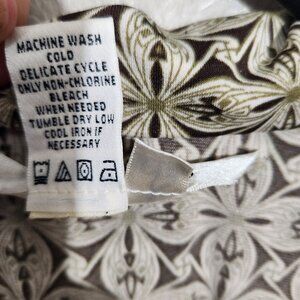 MACHINE WASH
COLD
DELICATE CYCLE
ONLY NON-CHLORINE
BLEACH
WHEN NEEDED
TUMBLE DRY LOW
COOL IRON IF
NECESSARY